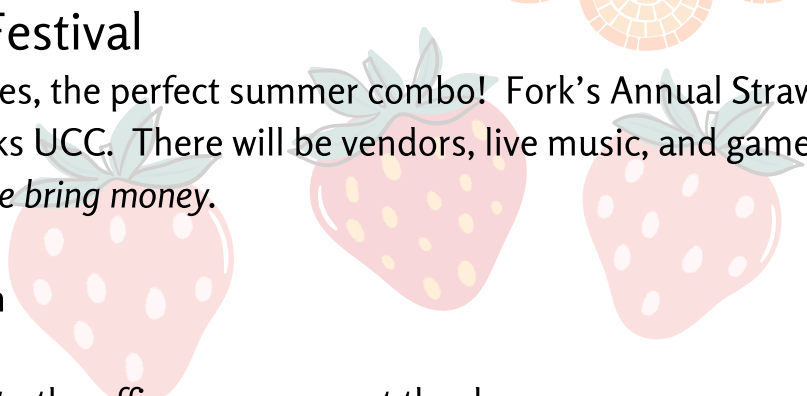 Festival
es, the perfect summer combo!  Fork's Annual Straw
ks UCC.  There will be vendors, live music, and game
e bring money.